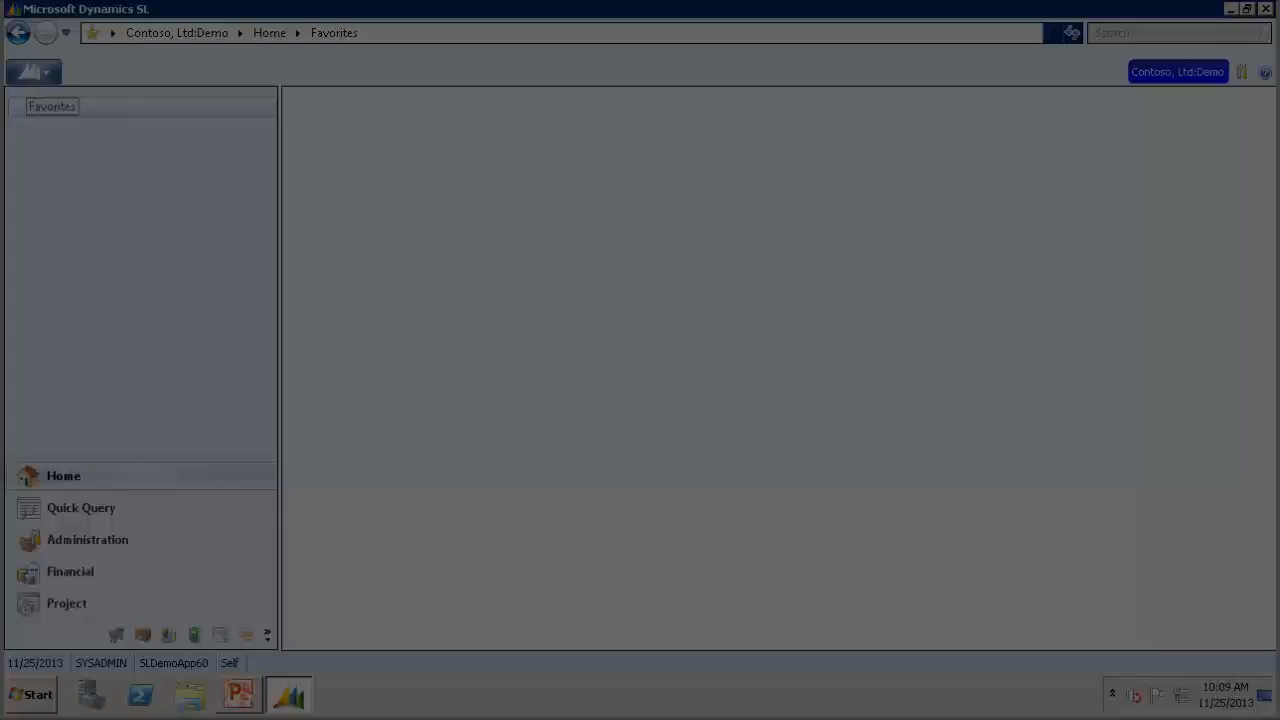 Microsoft Dynamics SL
Contoso, Ltd:Demo Home Favorites
Search
Contoso, Ltd:Demo
Favorites
Home
Quick Query
Administration
Financial
Project
11/25/2013 SYSADMIN SLDemoApp60 Self
Start
10:09 AM
11/25/2013